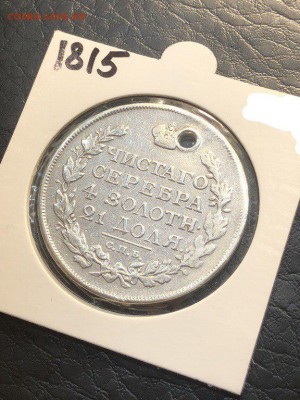 1815
ЧИСТАГО
СЕРЕБРА
4 ЗОЛОТН.
21 ДОЛЯ.
С.П.Б.